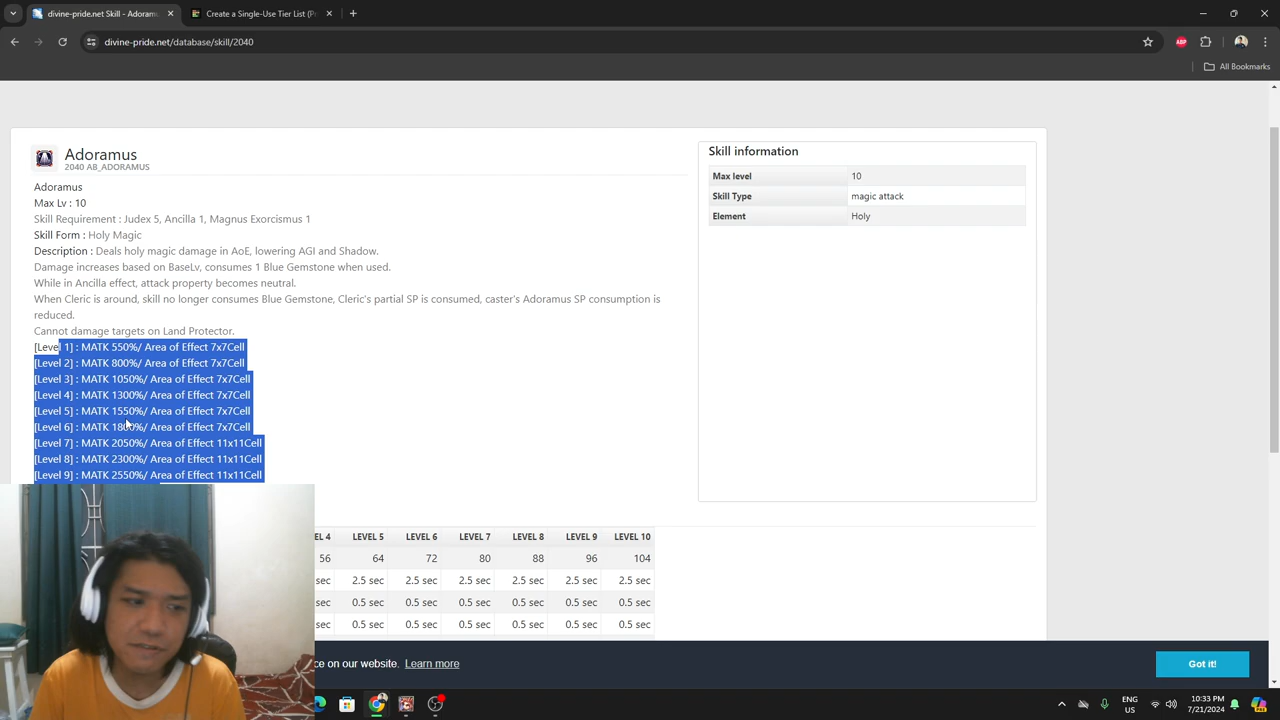 divine-pride.net Skill - Adoram
Create a Single-Use Tier List (P
divine-pride.net/database/skill/2040
ABP
All Bookmarks
Adoramus
2040 AB_ADORAMUS
Adoramus
Max Lv : 10
Skill Requirement : Judex 5, Ancilla 1, Magnus Exorcismus 1
Skill Form : Holy Magic
Description : Deals holy magic damage in AoE, lowering AGI and Shadow.
Damage increases based on BaseLv, consumes 1 Blue Gemstone when used.
While in Ancilla effect, attack property becomes neutral.
When Cleric is around, skill no longer consumes Blue Gemstone, Cleric's partial SP is consumed, caster's Adoramus SP consumption is
reduced.
Cannot damage targets on Land Protector.
[Level 1] : MATK 550%/ Area of Effect 7x7Cell
[Level 2] : MATK 800%/ Area of Effect 7x7Cell
[Level 3] : MATK 1050%/ Area of Effect 7x7Cell
[Level 4] : MATK 1300%/ Area of Effect 7x7Cell
[Level 5] : MATK 1550%/ Area of Effect 7x7Cell
[Level 6] : MATK 1800%/ Area of Effect 7x7Cell
[Level 7] : MATK 2050%/ Area of Effect 11x11Cell
[Level 8] : MATK 2300%/ Area of Effect 11x11Cell
[Level 9] : MATK 2550%/ Area of Effect 11x11Cell
Skill information
Max level 10
Skill Type magic attack
Element Holy
EL 4 LEVEL 5 LEVEL 6 LEVEL 7 LEVEL 8 LEVEL 9 LEVEL 10
56 64 72 80 88 96 104
sec 2.5 sec 2.5 sec 2.5 sec 2.5 sec 2.5 sec 2.5 sec
sec 0.5 sec 0.5 sec 0.5 sec 0.5 sec 0.5 sec 0.5 sec
sec 0.5 sec 0.5 sec 0.5 sec 0.5 sec 0.5 sec 0.5 sec
ce on our website. Learn more
Got it!
ENG
US
10:33 PM
7/21/2024